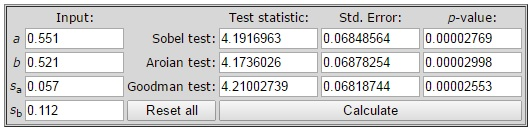 Input: Test statistic: Std. Error: p-value:
a 0.551 Sobel test: 4.1916963 0.06848564 0.00002769
b 0.521 Aroian test: 4.1736026 0.06878254 0.00002998
sa 0.057 Goodman test: 4.21002739 0.06818744 0.00002553
sb 0.112 Reset all Calculate